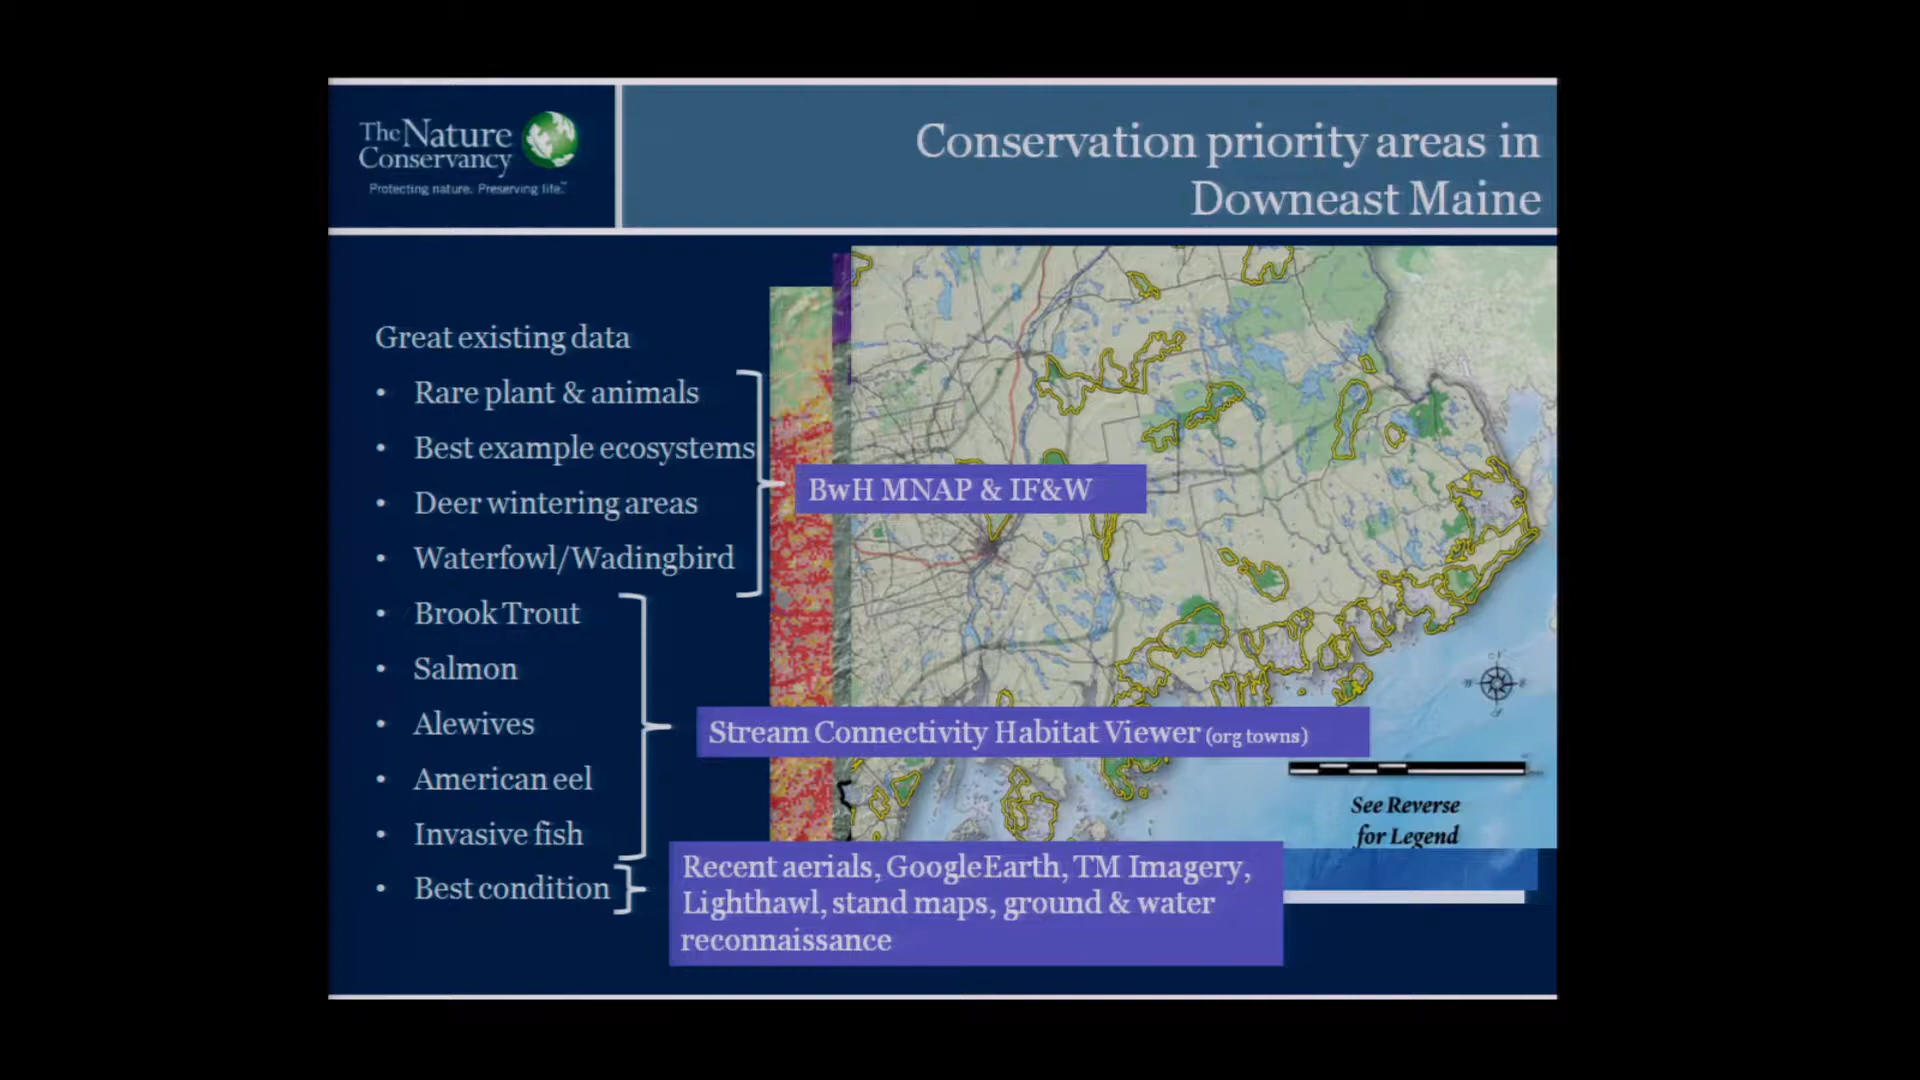 The Nature
Conservancy
Protecting nature. Preserving life.™
Conservation priority areas in
Downeast Maine
Great existing data
• Rare plant & animals
• Best example ecosystems
• Deer wintering areas
• Waterfowl/Wadingbird
BwH MNAP & IF&W
• Brook Trout
• Salmon
• Alewives
• American eel
• Invasive fish
Stream Connectivity Habitat Viewer (org towns)
• Best condition
Recent aerials, GoogleEarth, TM Imagery,
Lighthawl, stand maps, ground & water
reconnaissance
See Reverse
for Legend